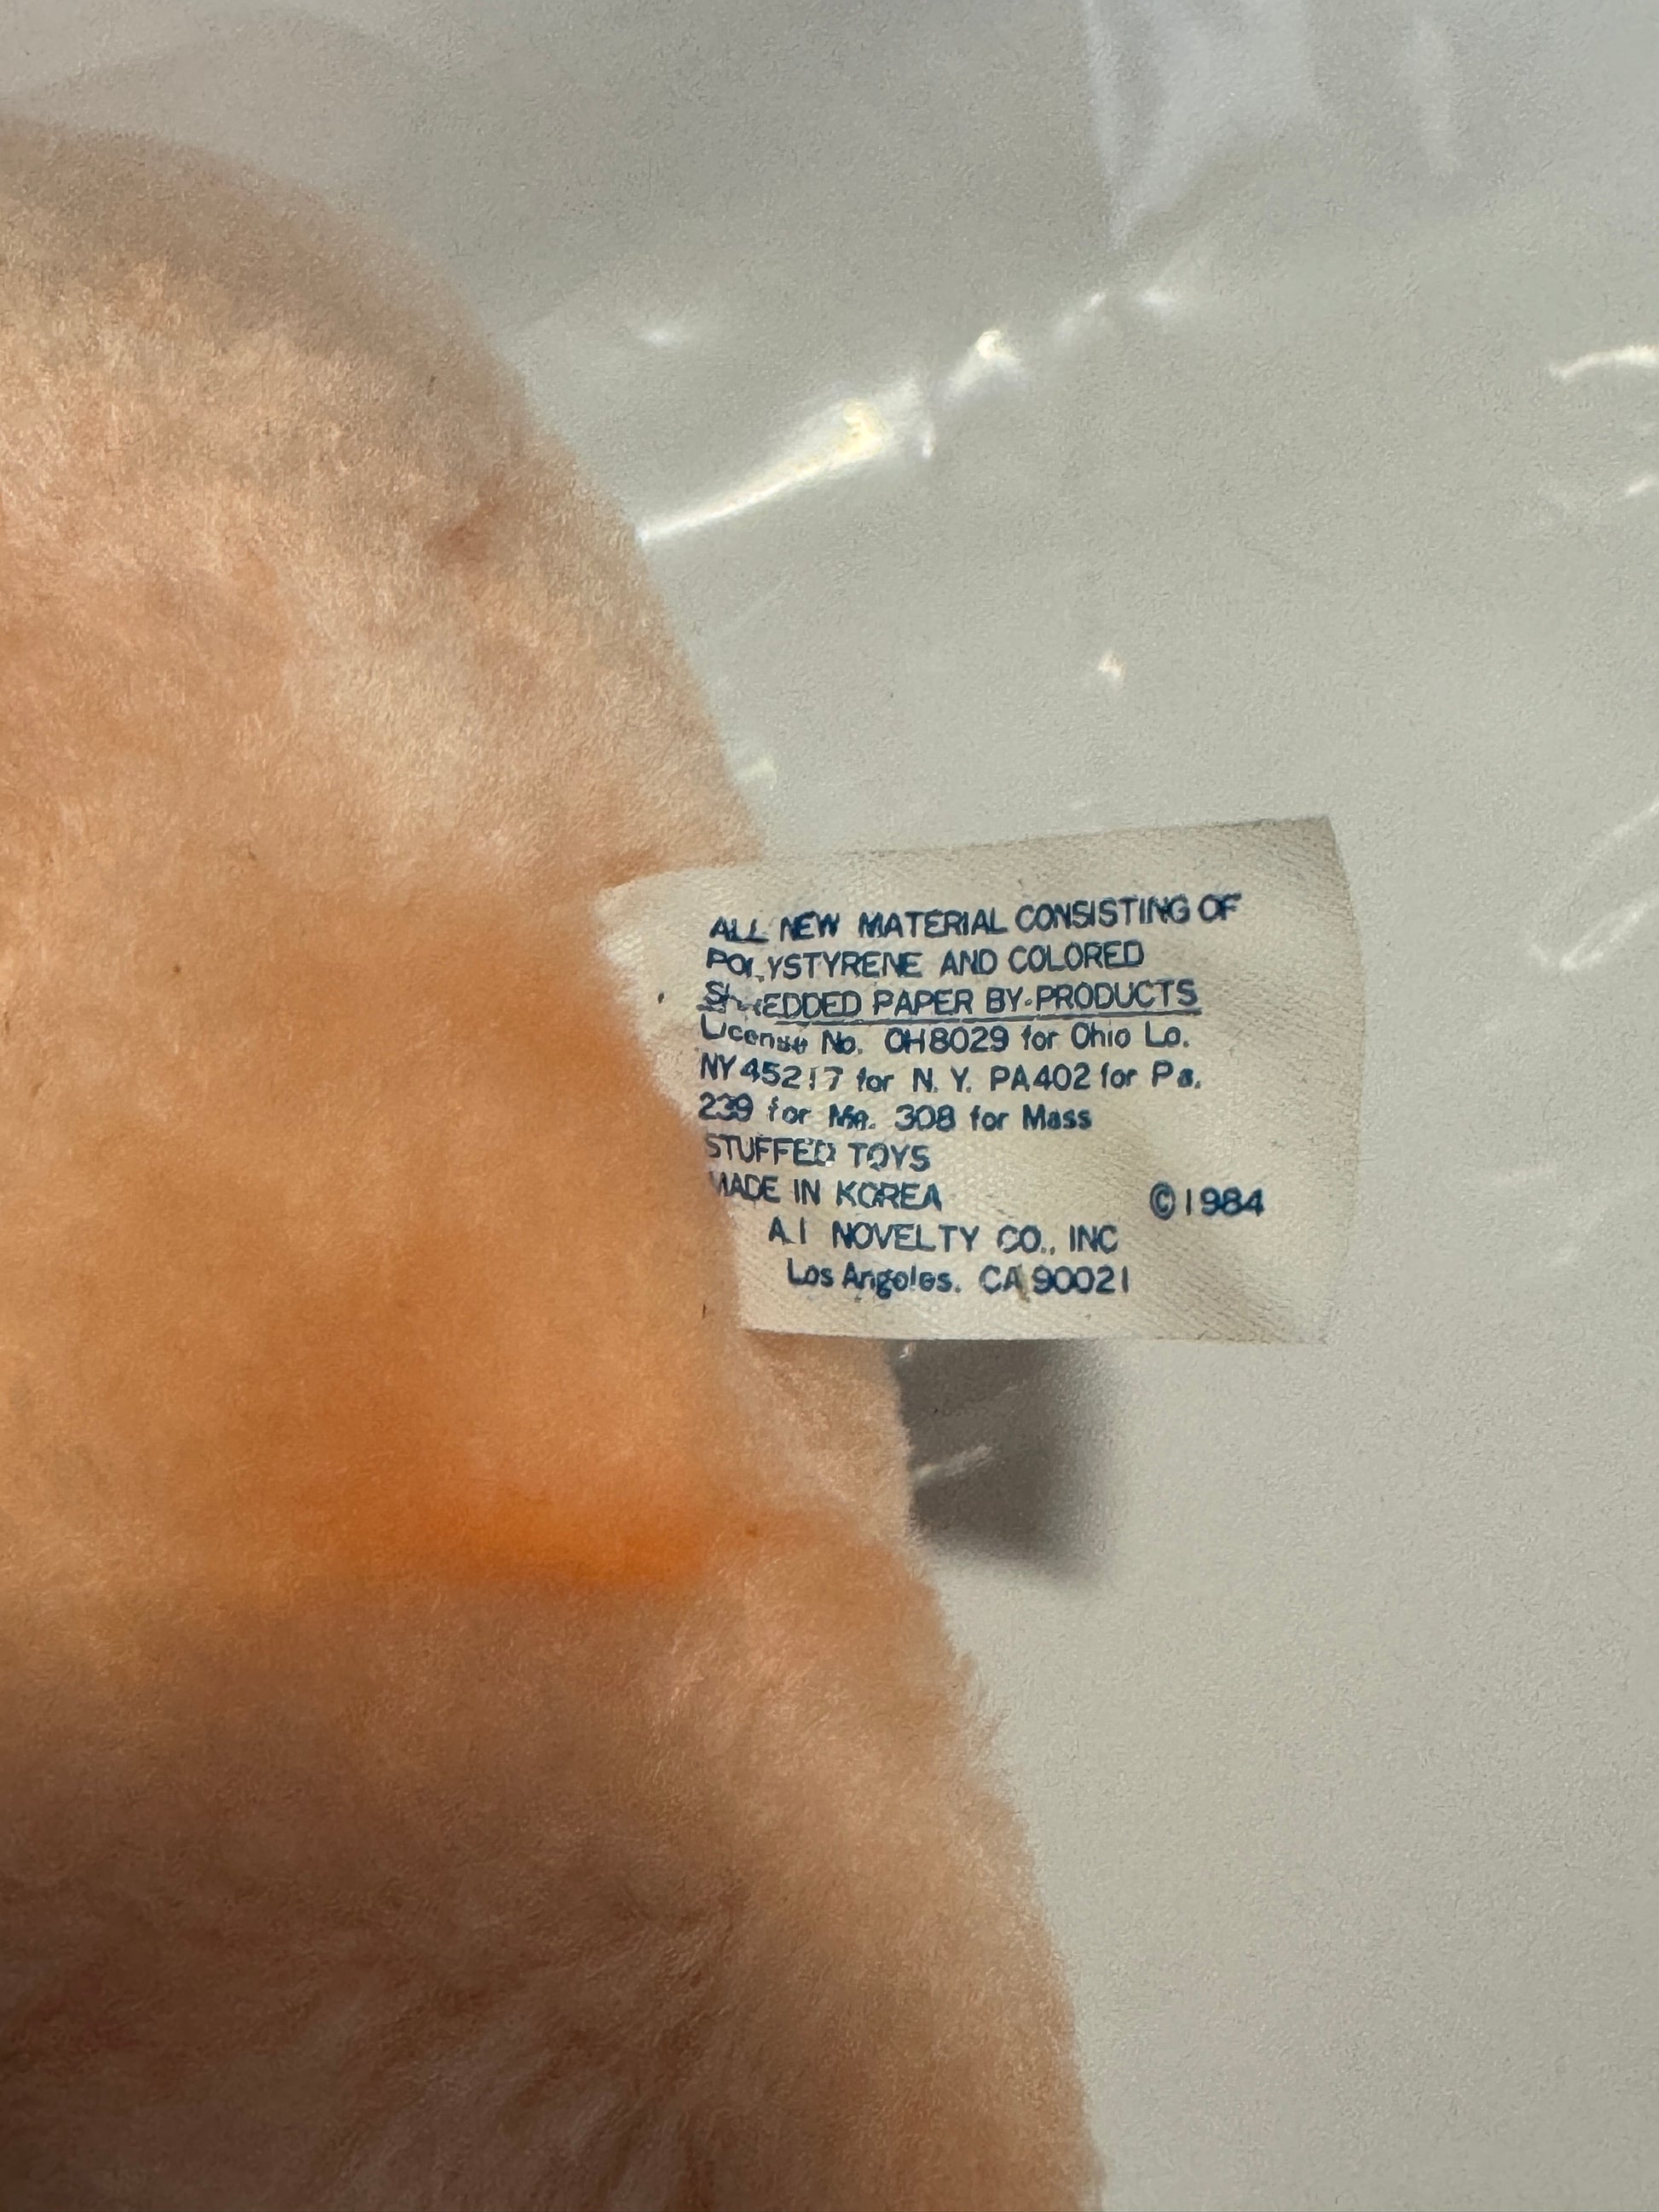 ALL NEW MATERIAL CONSISTING OF
POLYSTYRENE AND COLORED
SHREDDED PAPER BY-PRODUCTS
License No. OH8029 for Ohio Lo.
NY45217 for N.Y. PA402 for Pa.
239 for Me. 308 for Mass
STUFFED TOYS
MADE IN KOREA ©1984
A.I NOVELTY CO., INC
Los Angeles. CA 90021